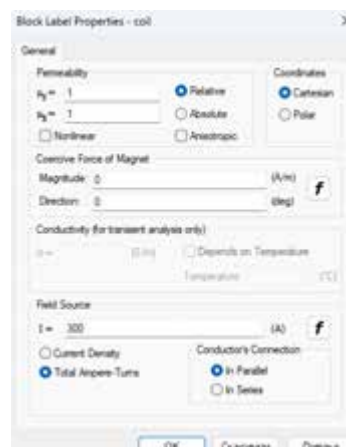 Block Label Properties - coil
General
Permeability
μx = 1
μy = 1
Relative
Absolute
Nonlinear
Anisotropic
Coordinates
Cartesian
Polar
Coercive Force of Magnet
Magnitude: 0 (A/m)
Direction: 0 (deg)
f
Conductivity (for transient analysis only)
Depends on Temperature
Temperature: (°C)
Field Source
I = 300 (A)
f
Current Density
Total Ampere-Turns
Conductor's Connection
In Parallel
In Series
OK